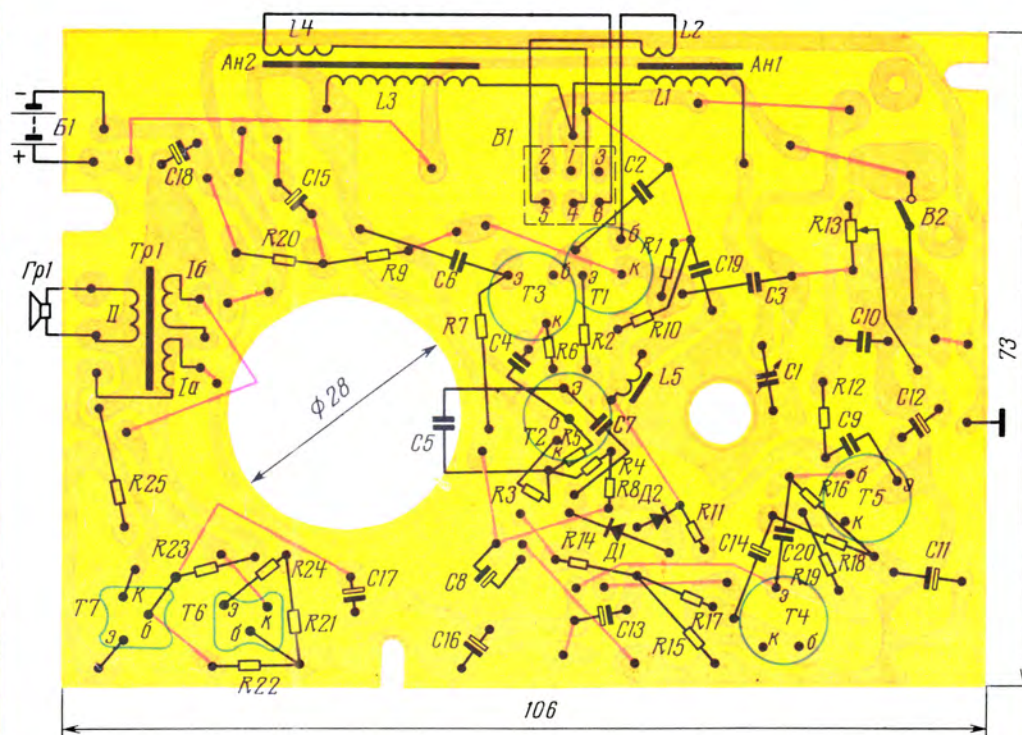 L4
L2
Ан2
Ан1
L3
L1
-
Б1
+
В1
2 1 3
5 4 6
С2
С18
С15
R13
В2
R20
R9
С6
б
R1
С19
С3
Гр1
Тр1
Iб
II
Iа
э
б
э
к
Т3
Т1
R7
к
С4
R6
R2
R10
С10
73
L5
С1
R12
С12
ϕ28
С5
э
б
С7
Т2
к
R5
R4
С9
R3
R8
Д2
R11
R16
б
Т5
э
к
R25
Д1
С14
С20
R18
R23
R24
R14
R19
С11
С17
С8
Т7
к
б
э
Т6
э
к
б
R21
R17
э
Т4
к
б
С13
R15
С16
R22
106